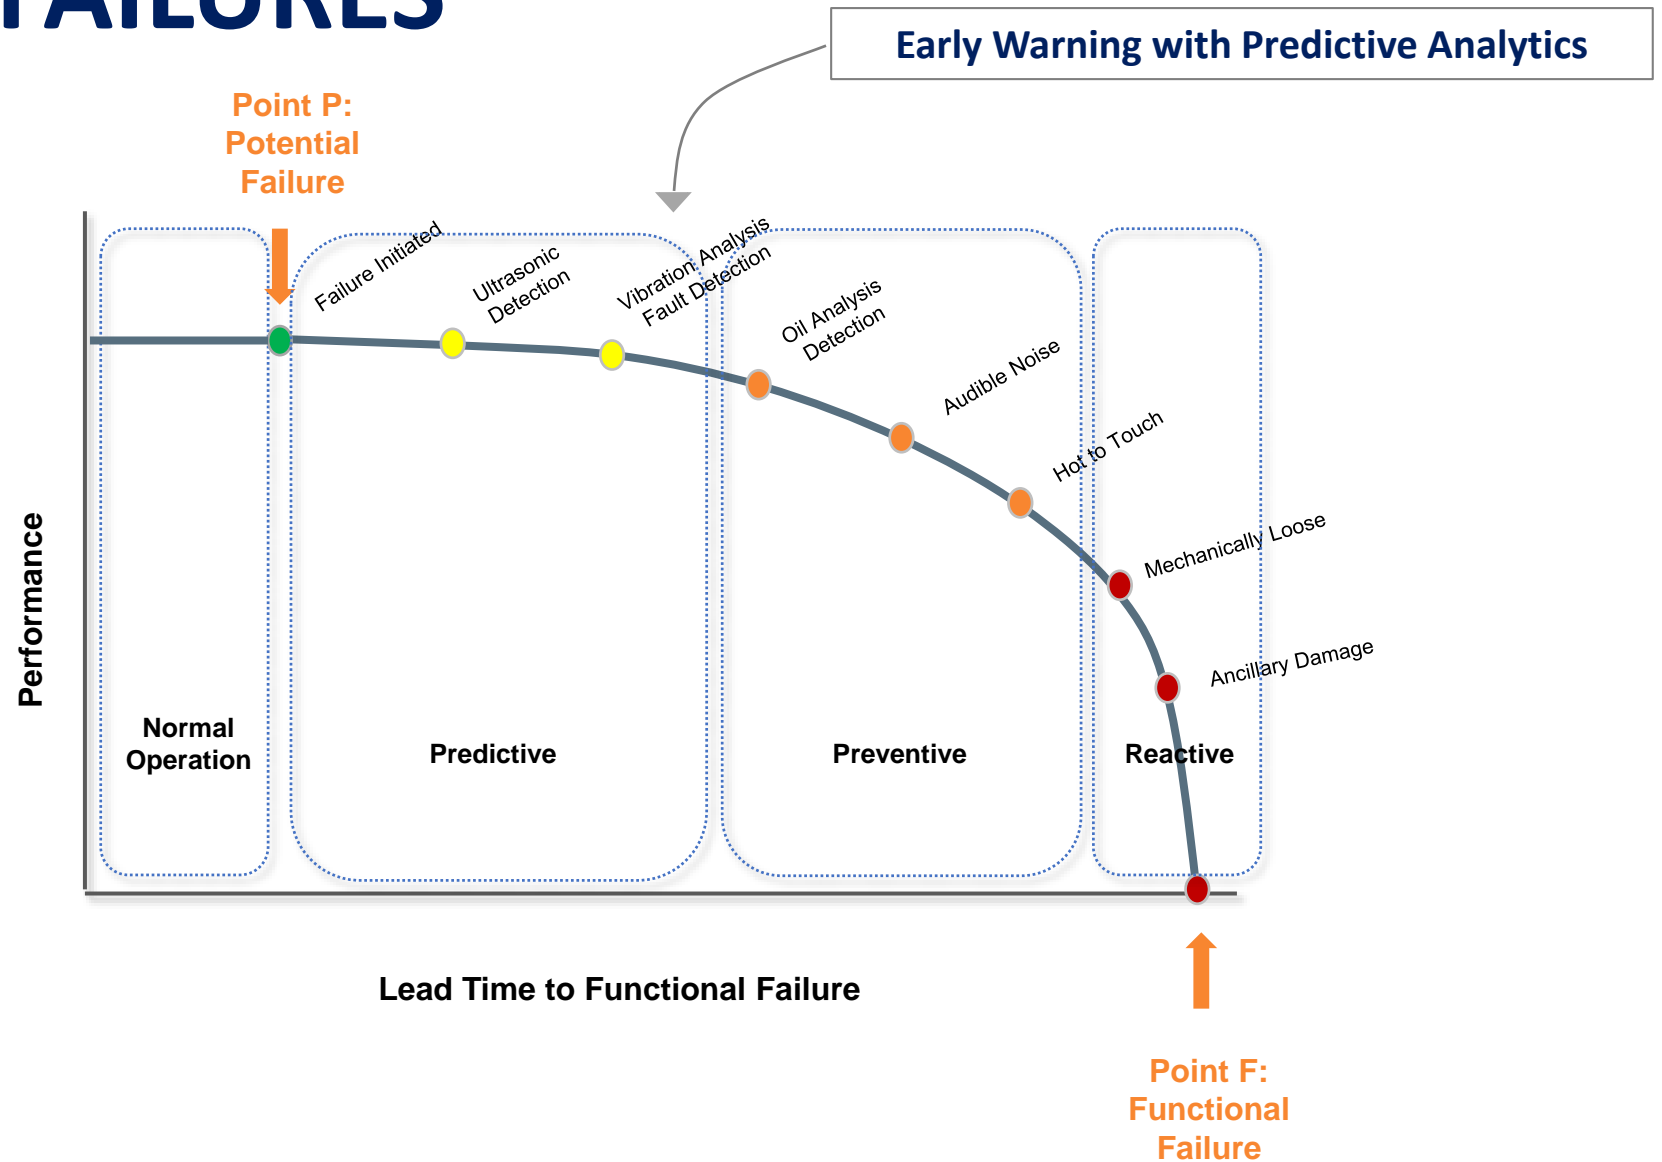 FAILURES
Early Warning with Predictive Analytics
Point P:
Potential
Failure
Failure Initiated
Ultrasonic
Detection
Vibration Analysis
Fault Detection
Oil Analysis
Detection
Audible Noise
Hot to Touch
Mechanically Loose
Ancillary Damage
Performance
Normal
Operation
Predictive
Preventive
Reactive
Lead Time to Functional Failure
Point F:
Functional
Failure